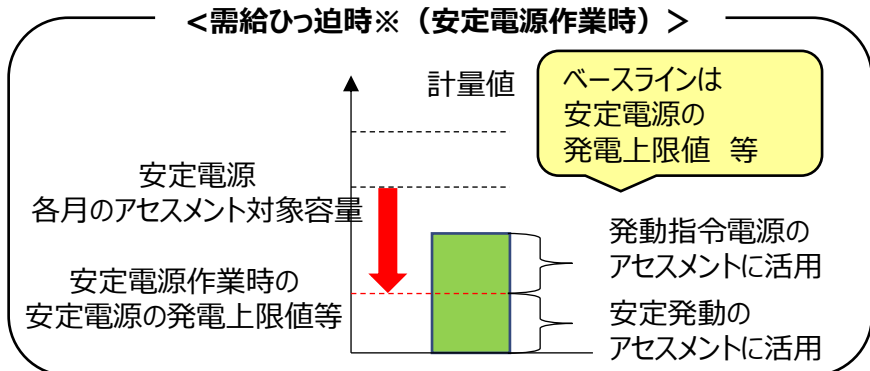 <需給ひっ迫時※（安定電源作業時）>
計量値
ベースラインは
安定電源の
発電上限値　等
安定電源
各月のアセスメント対象容量
発動指令電源の
アセスメントに活用
安定電源作業時の
安定電源の発電上限値等
安定発動の
アセスメントに活用